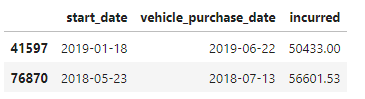 start_date vehicle_purchase_date incurred
41597 2019-01-18 2019-06-22 50433.00
76870 2018-05-23 2018-07-13 56601.53